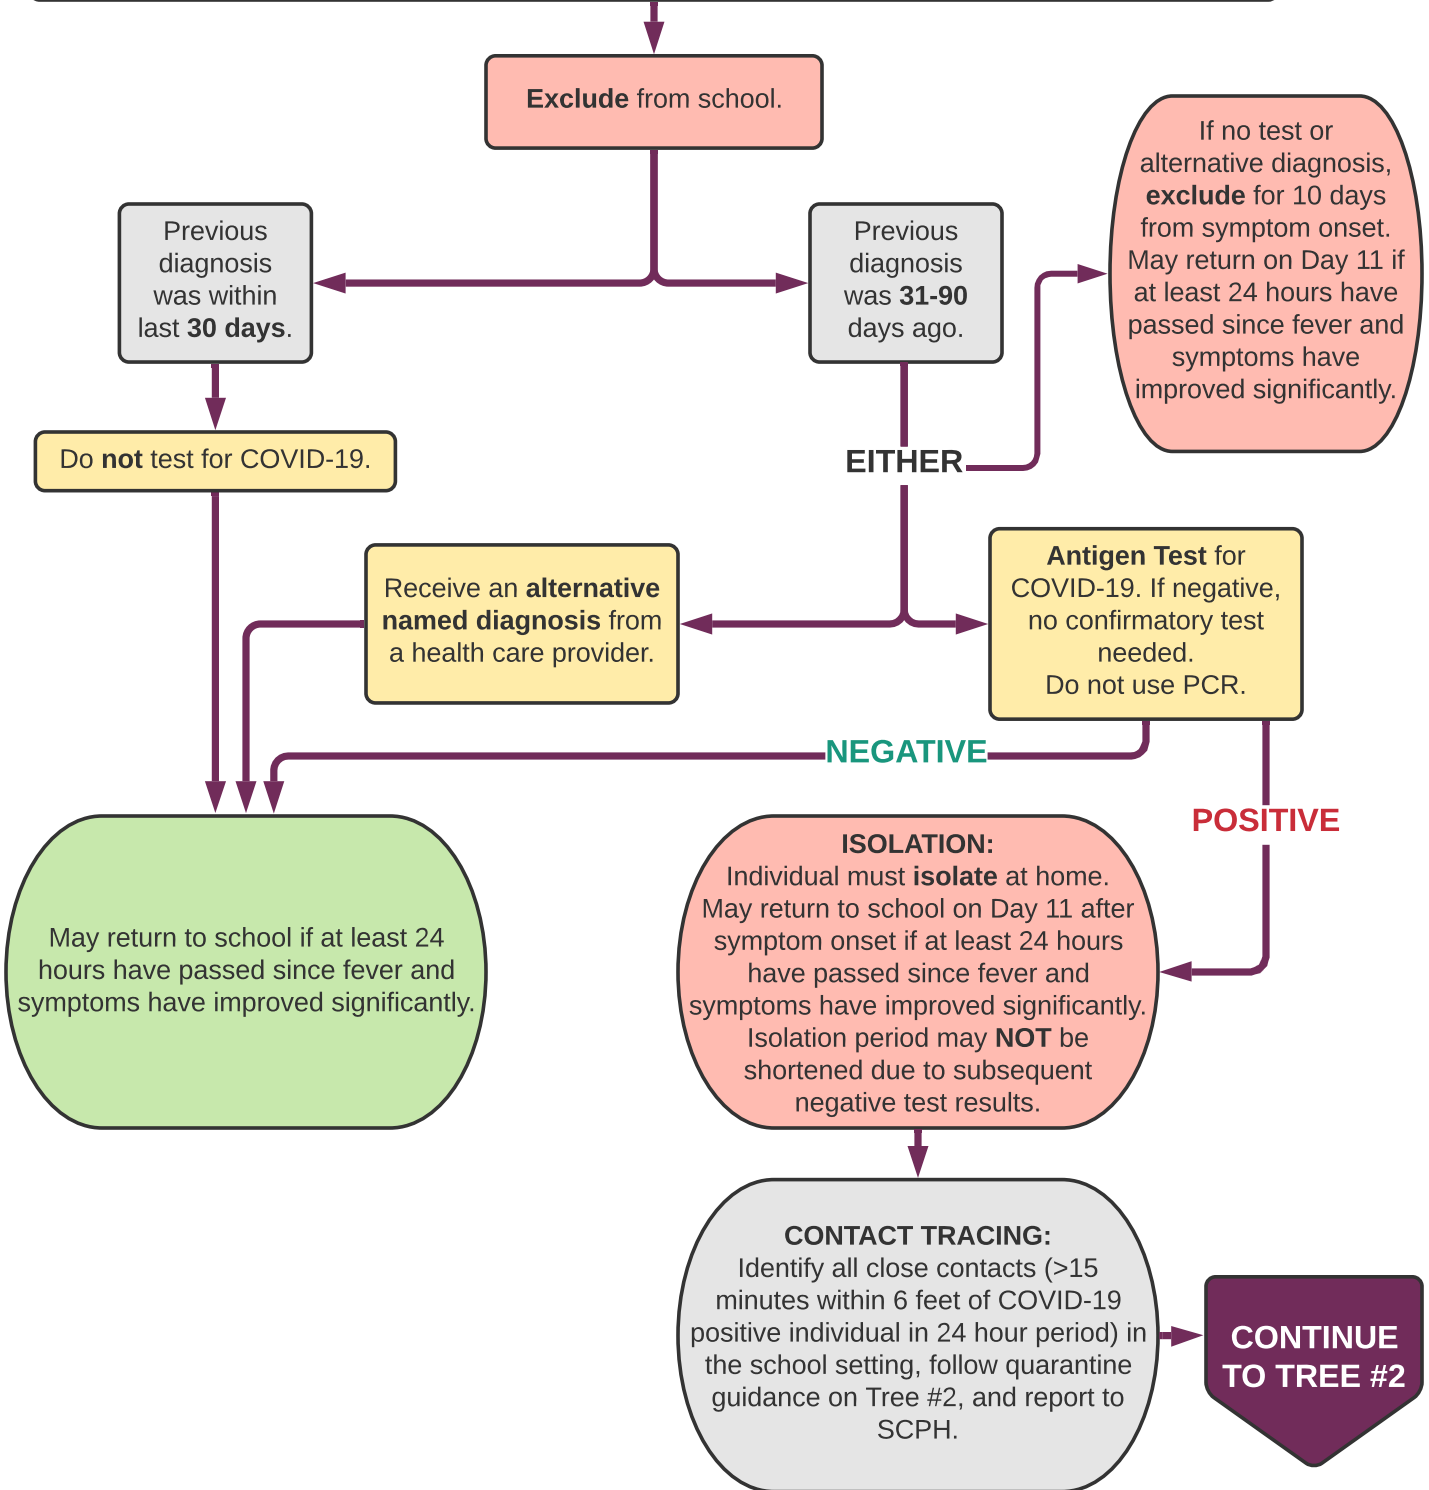 Exclude from school.
If no test or
alternative diagnosis,
exclude for 10 days
from symptom onset.
May return on Day 11 if
at least 24 hours have
passed since fever and
symptoms have
improved significantly.
Previous
diagnosis
was within
last 30 days.
Previous
diagnosis
was 31-90
days ago.
Do not test for COVID-19.
EITHER
Receive an alternative
named diagnosis from
a health care provider.
Antigen Test for
COVID-19. If negative,
no confirmatory test
needed.
Do not use PCR.
NEGATIVE
POSITIVE
May return to school if at least 24
hours have passed since fever and
symptoms have improved significantly.
ISOLATION:
Individual must isolate at home.
May return to school on Day 11 after
symptom onset if at least 24 hours
have passed since fever and
symptoms have improved significantly.
Isolation period may NOT be
shortened due to subsequent
negative test results.
CONTACT TRACING:
Identify all close contacts (>15
minutes within 6 feet of COVID-19
positive individual in 24 hour period) in
the school setting, follow quarantine
guidance on Tree #2, and report to
SCPH.
CONTINUE
TO TREE #2